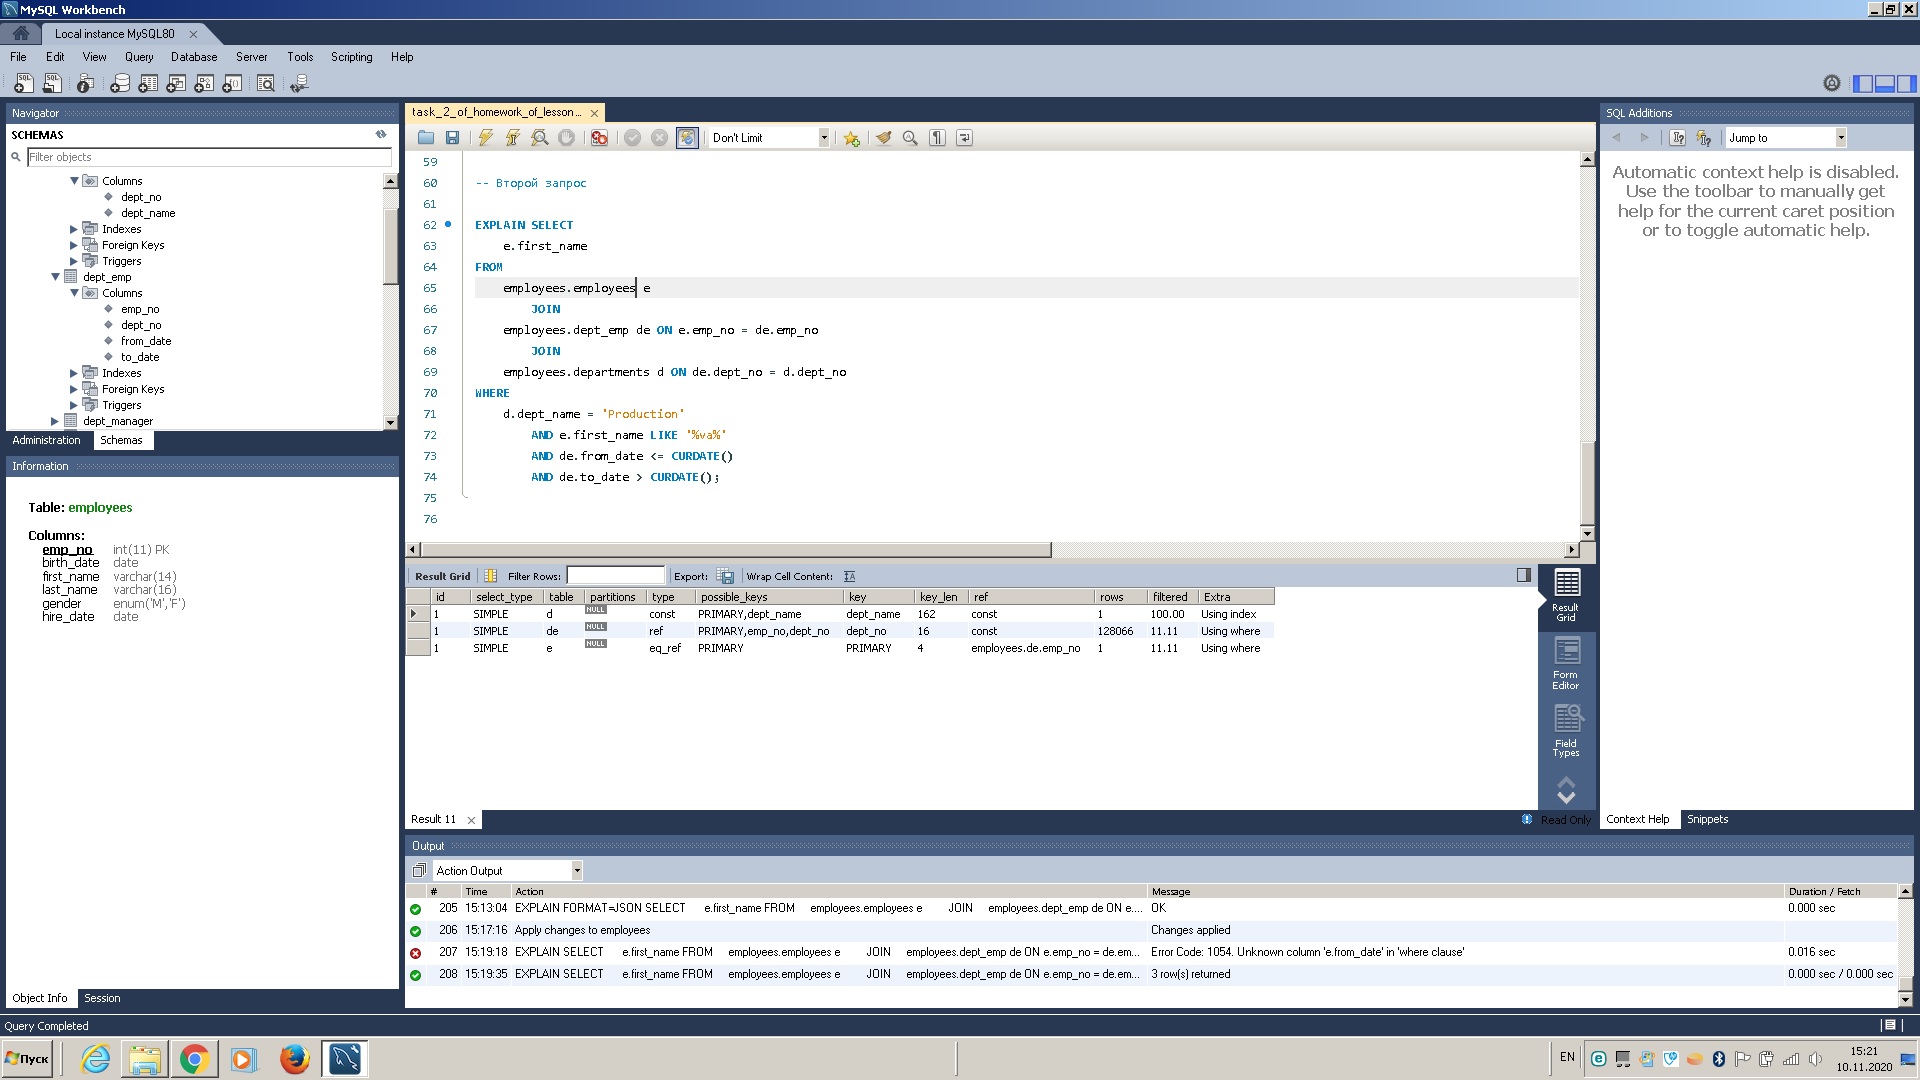 MySQL Workbench
Local instance MySQL80
File Edit View Query Database Server Tools Scripting Help
Navigator
SCHEMAS
Filter objects
Columns
dept_no
dept_name
Indexes
Foreign Keys
Triggers
dept_emp
Columns
emp_no
dept_no
from_date
to_date
Indexes
Foreign Keys
Triggers
dept_manager
Administration Schemas
Information
Table: employees
Columns:
emp_no int(11) PK
birth_date date
first_name varchar(14)
last_name varchar(16)
gender enum('M','F')
hire_date date
Object Info Session
task_2_of_homework_of_lesson...
Don't Limit
59
60 -- Второй запрос
61
62 EXPLAIN SELECT
63 e.first_name
64 FROM
65 employees.employees e
66 JOIN
67 employees.dept_emp de ON e.emp_no = de.emp_no
68 JOIN
69 employees.departments d ON de.dept_no = d.dept_no
70 WHERE
71 d.dept_name = 'Production'
72 AND e.first_name LIKE '%va%'
73 AND de.from_date <= CURDATE()
74 AND de.to_date > CURDATE();
75
76
Result Grid Filter Rows: Export: Wrap Cell Content:
id select_type table partitions type possible_keys key key_len ref rows filtered Extra
1 SIMPLE d NULL const PRIMARY,dept_name dept_name 162 const 1 100.00 Using index
1 SIMPLE de NULL ref PRIMARY,emp_no,dept_no dept_no 16 const 128066 11.11 Using where
1 SIMPLE e NULL eq_ref PRIMARY PRIMARY 4 employees.de.emp_no 1 11.11 Using where
Result Grid
Form Editor
Field Types
Result 11
Read Only
SQL Additions
Jump to
Automatic context help is disabled.
Use the toolbar to manually get
help for the current caret position
or to toggle automatic help.
Context Help Snippets
Output
Action Output
# Time Action Message Duration / Fetch
205 15:13:04 EXPLAIN FORMAT=JSON SELECT e.first_name FROM employees.employees e JOIN employees.dept_emp de ON e.... OK 0.000 sec
206 15:17:16 Apply changes to employees Changes applied
207 15:19:18 EXPLAIN SELECT e.first_name FROM employees.employees e JOIN employees.dept_emp de ON e.emp_no = de.em... Error Code: 1054. Unknown column 'e.from_date' in 'where clause' 0.016 sec
208 15:19:35 EXPLAIN SELECT e.first_name FROM employees.employees e JOIN employees.dept_emp de ON e.emp_no = de.em... 3 row(s) returned 0.000 sec / 0.000 sec
Query Completed
Пуск
EN
15:21
10.11.2020